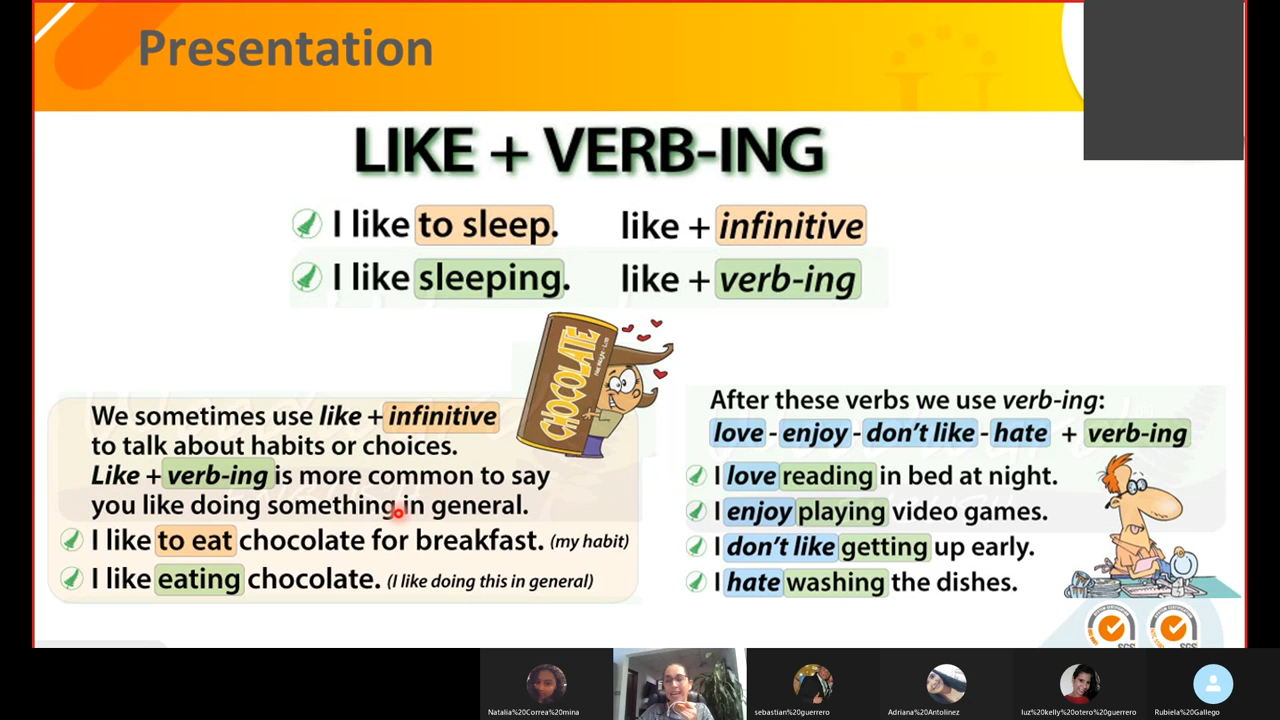 Presentation
LIKE + VERB-ING
I like to sleep. like + infinitive
I like sleeping. like + verb-ing
CHOCOLATE
We sometimes use like + infinitive
to talk about habits or choices.
Like + verb-ing is more common to say
you like doing something in general.
I like to eat chocolate for breakfast. (my habit)
I like eating chocolate. (I like doing this in general)
After these verbs we use verb-ing:
love - enjoy - don't like - hate + verb-ing
I love reading in bed at night.
I enjoy playing video games.
I don't like getting up early.
I hate washing the dishes.
SGS SGS
Natalia%20Correa%20mina
sebastian%20guerrero
Adriana%20Antolinez
luz%20kelly%20otero%20guerrero
Rubiela%20Gallego